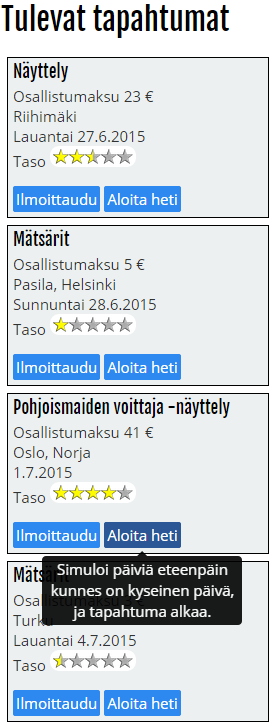 Tulevat tapahtumat
Näyttely
Osallistumaksu 23 €
Riihimäki
Lauantai 27.6.2015
Taso
Ilmoittaudu Aloita heti
Mätsärit
Osallistumaksu 5 €
Pasila, Helsinki
Sunnuntai 28.6.2015
Taso
Ilmoittaudu Aloita heti
Pohjoismaiden voittaja -näyttely
Osallistumaksu 41 €
Oslo, Norja
1.7.2015
Taso
Ilmoittaudu Aloita heti
Simuloi päiviä eteenpäin
kunnes on kyseinen päivä,
ja tapahtuma alkaa.
Mätsärit
Turku
Lauantai 4.7.2015
Taso
Ilmoittaudu Aloita heti